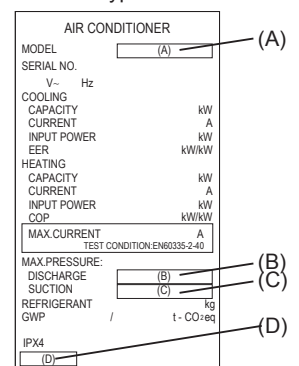 AIR CONDITIONER
MODEL (A) (A)
SERIAL NO.
V~ Hz
COOLING
CAPACITY kW
CURRENT A
INPUT POWER kW
EER kW/kW
HEATING
CAPACITY kW
CURRENT A
INPUT POWER kW
COP kW/kW
MAX.CURRENT A
TEST CONDITION:EN60335-2-40
MAX.PRESSURE:
DISCHARGE (B) (B)
SUCTION (C) (C)
REFRIGERANT kg
GWP / t - CO2eq
IPX4 (D)
(D)